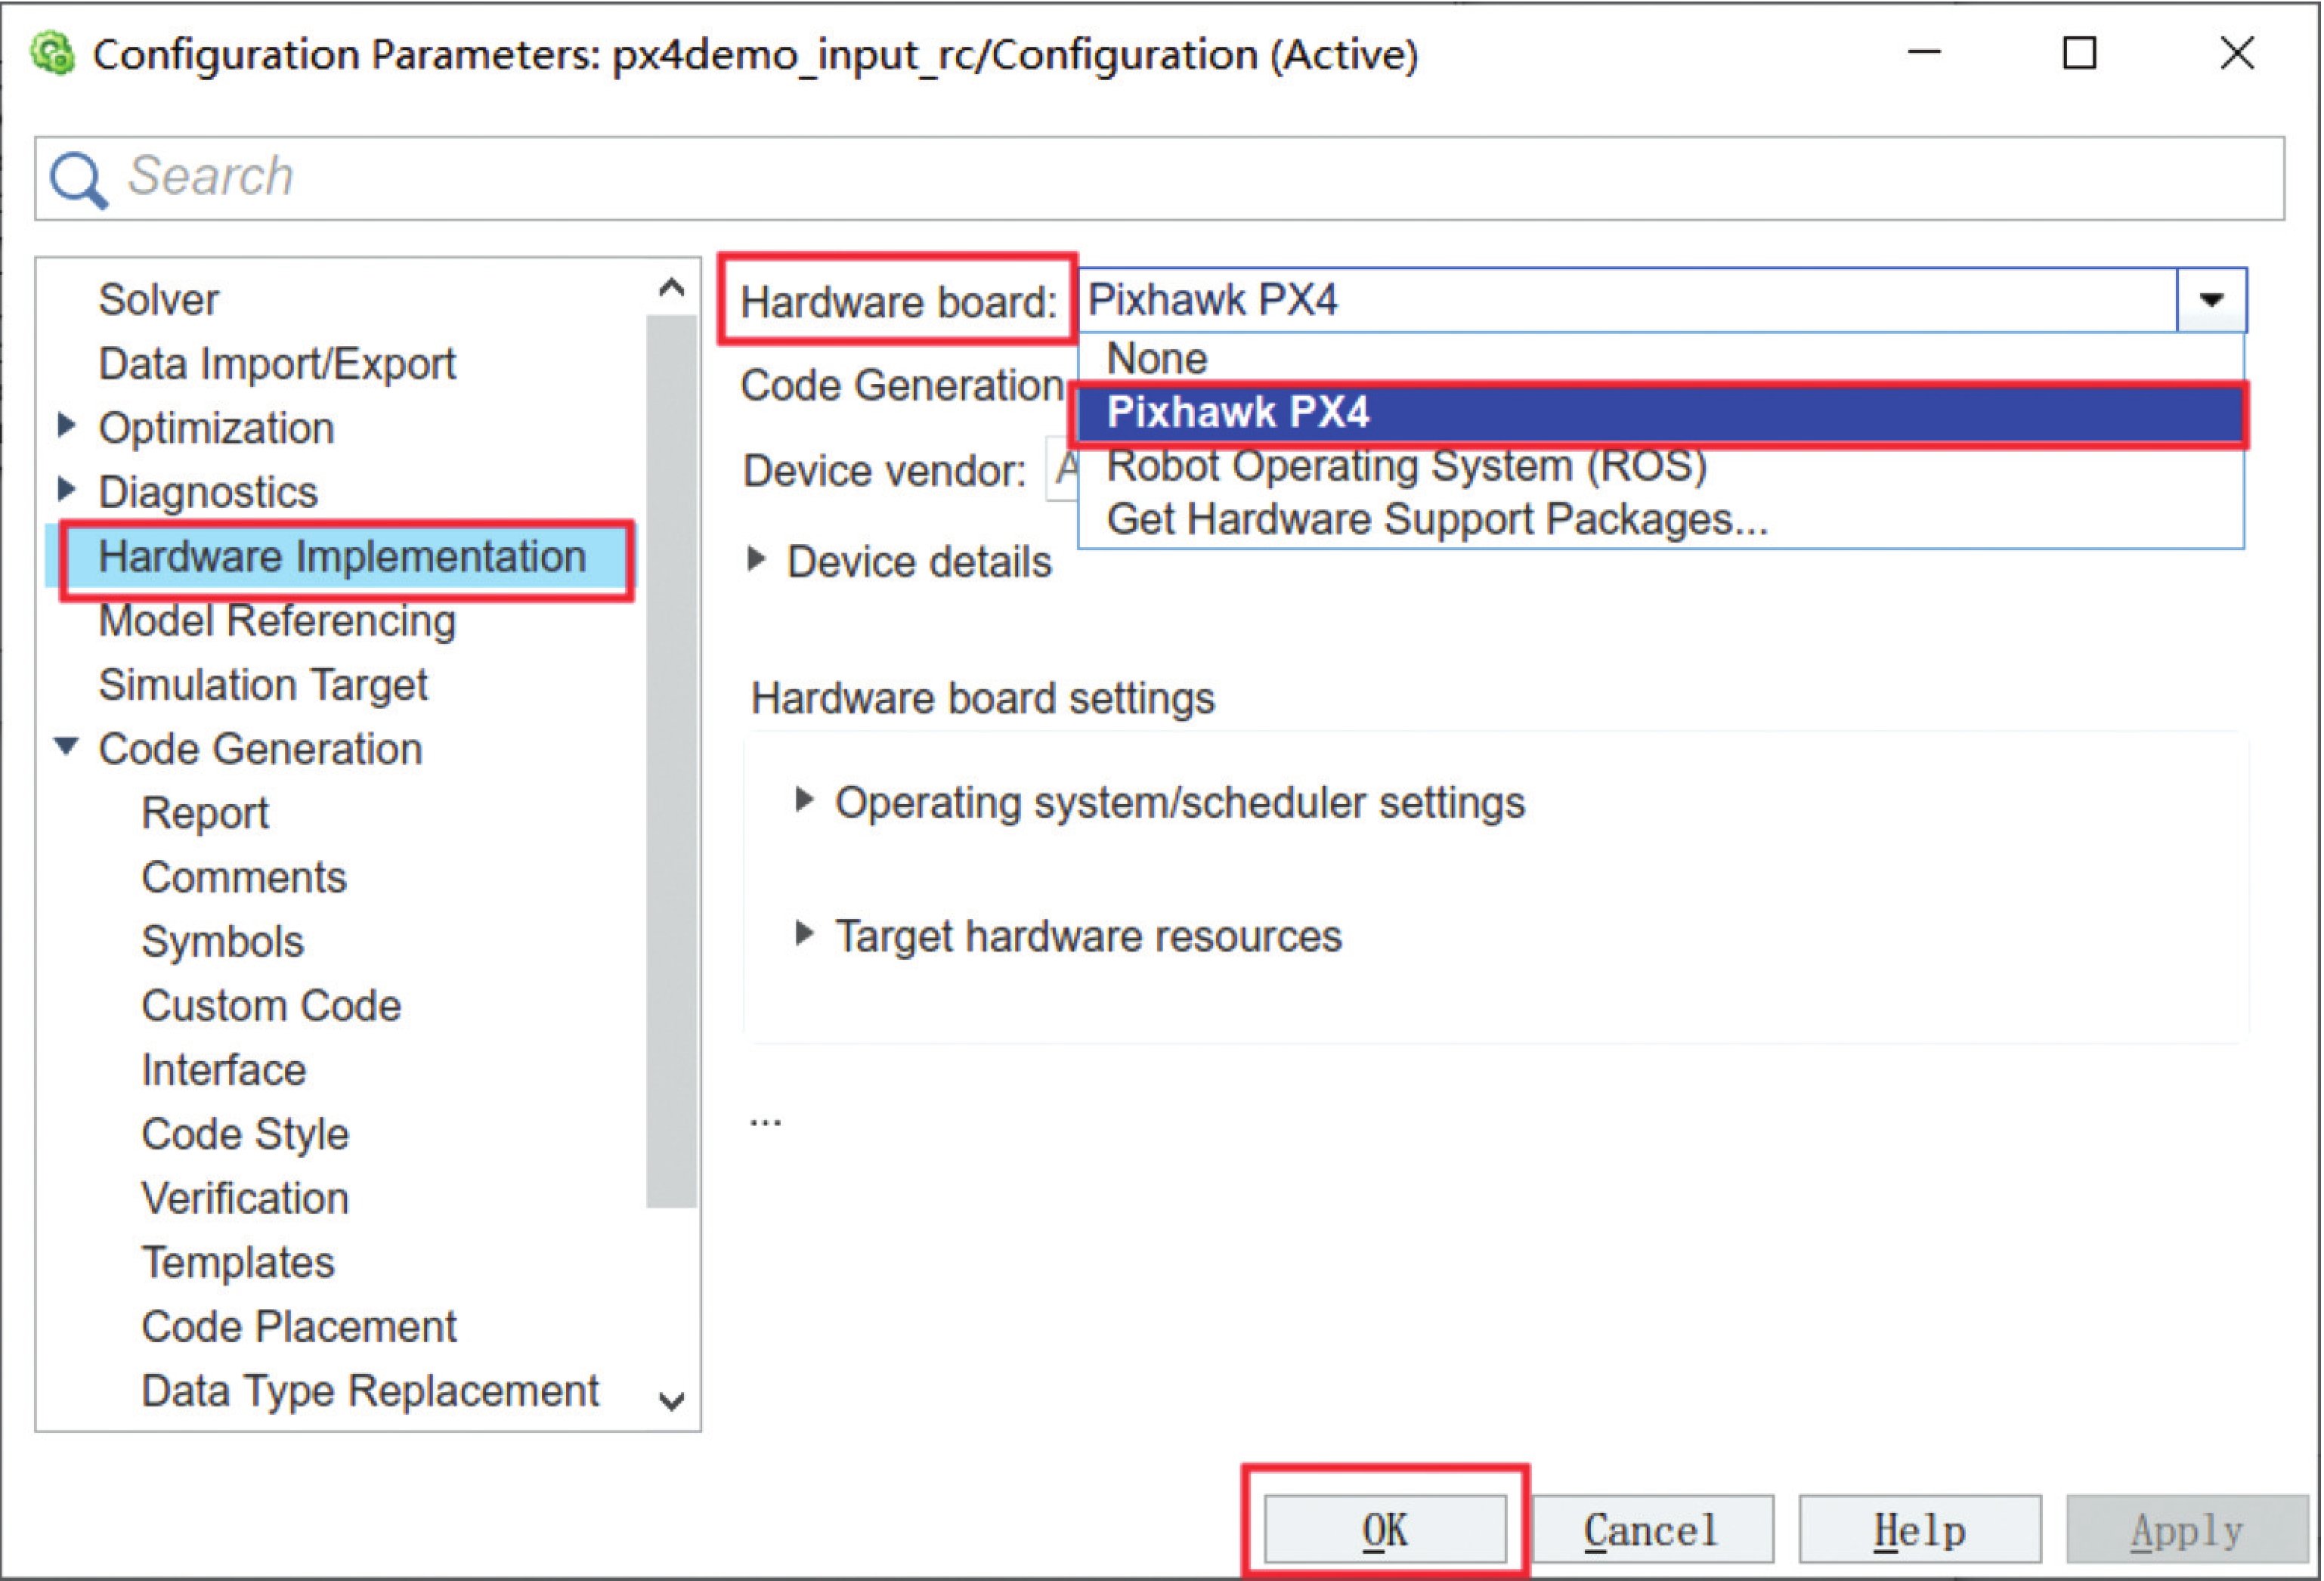 Configuration Parameters: px4demo_input_rc/Configuration (Active)
Search
Solver
Data Import/Export
Optimization
Diagnostics
Hardware Implementation
Model Referencing
Simulation Target
Code Generation
Report
Comments
Symbols
Custom Code
Interface
Code Style
Verification
Templates
Code Placement
Data Type Replacement
Hardware board: Pixhawk PX4
None
Pixhawk PX4
Robot Operating System (ROS)
Get Hardware Support Packages...
Code Generation
Device vendor: A
Device details
Hardware board settings
Operating system/scheduler settings
Target hardware resources
...
OK Cancel Help Apply